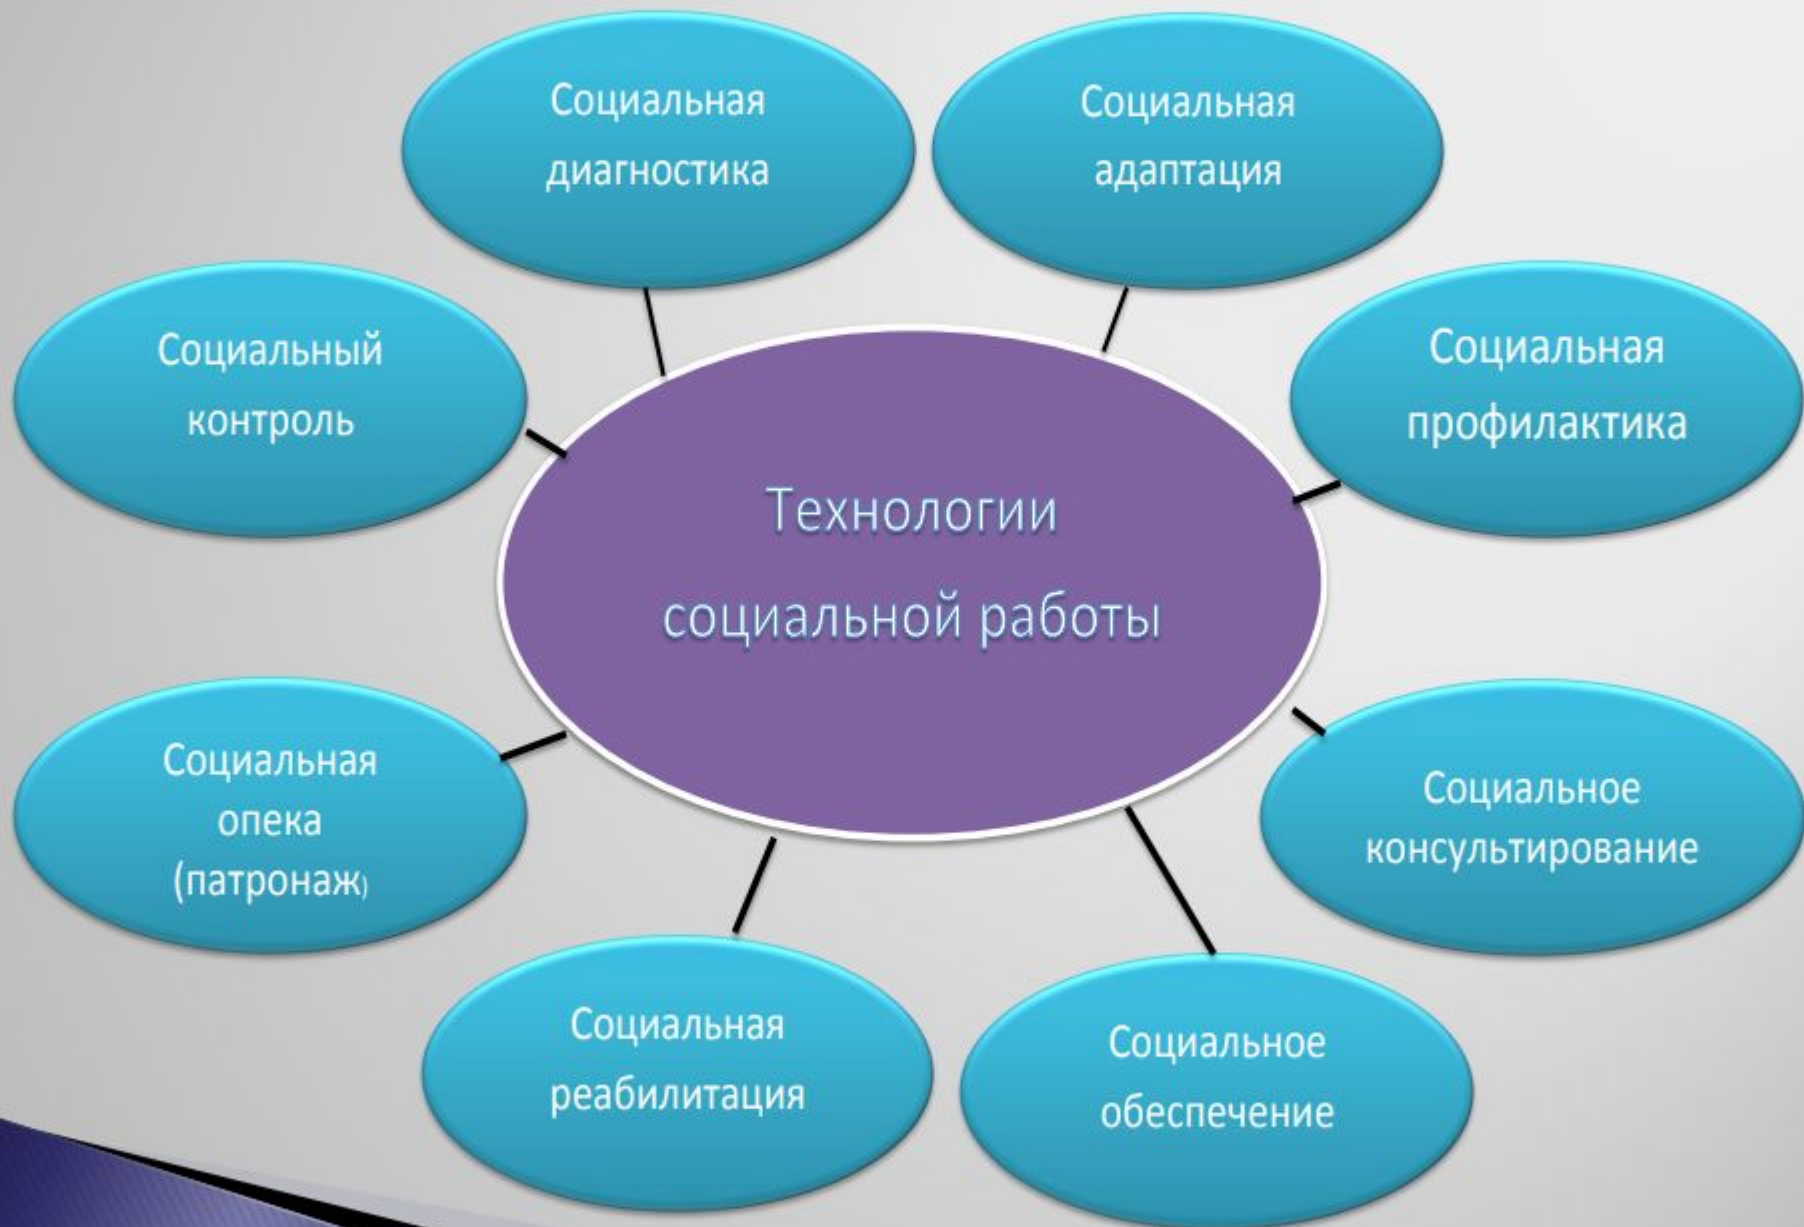 Социальная
диагностика
Социальная
адаптация
Социальный
контроль
Социальная
профилактика
Технологии
социальной работы
Социальная
опека
(патронаж)
Социальное
консультирование
Социальная
реабилитация
Социальное
обеспечение